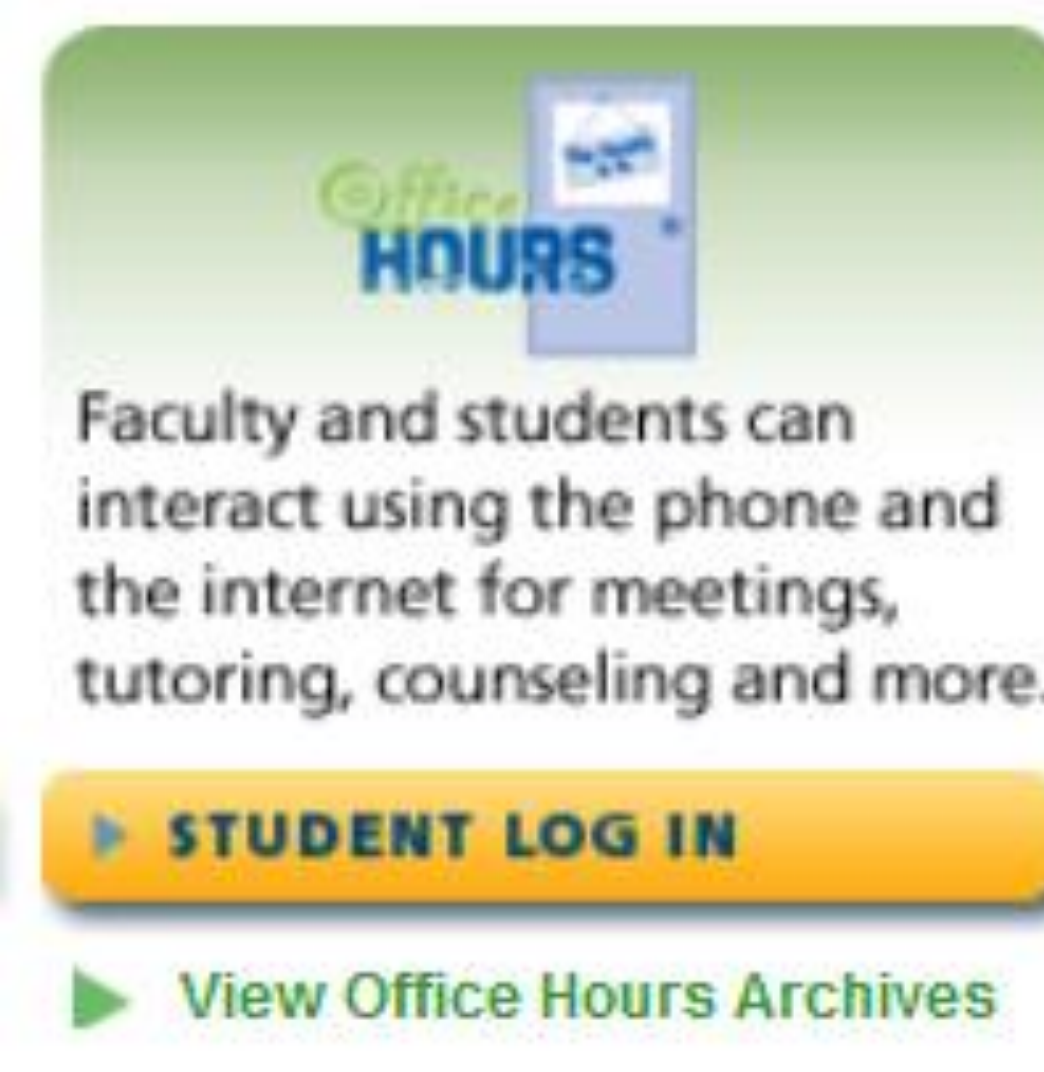 Office
HOURS
Faculty and students can
interact using the phone and
the internet for meetings,
tutoring, counseling and more.
STUDENT LOG IN
View Office Hours Archives